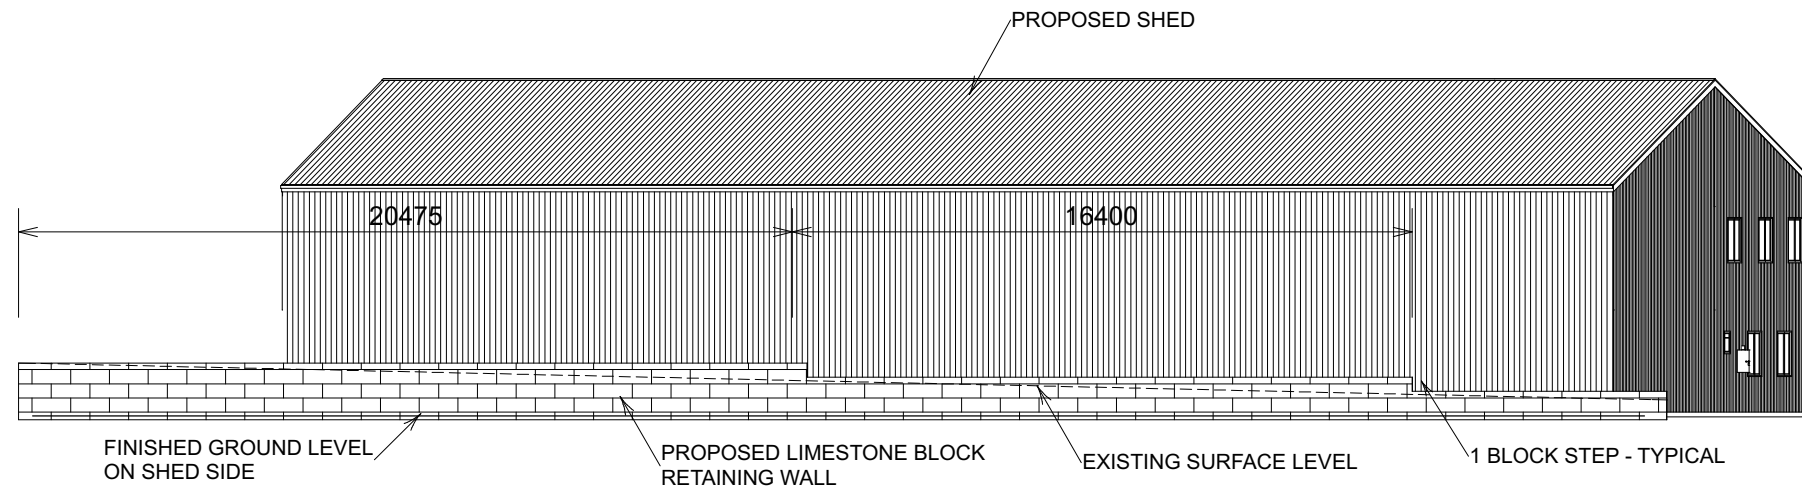 PROPOSED SHED
20475
16400
FINISHED GROUND LEVEL
ON SHED SIDE
PROPOSED LIMESTONE BLOCK
RETAINING WALL
EXISTING SURFACE LEVEL
1 BLOCK STEP - TYPICAL